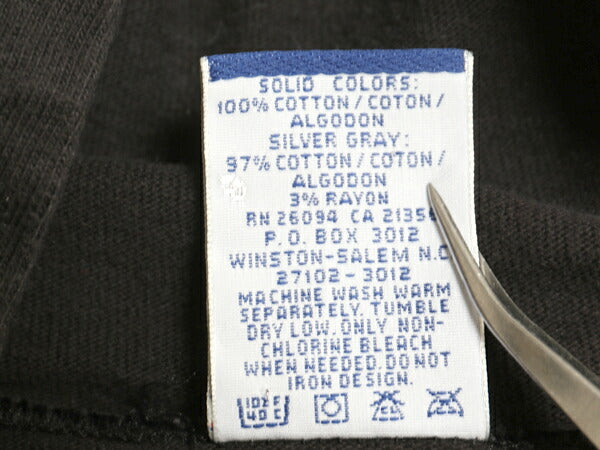 SOLID COLORS:
100% COTTON / COTON /
ALGODON
SILVER GRAY:
97% COTTON / COTON /
ALGODON
3% RAYON
RN 26094 CA
P.O. BOX 3012
WINSTON-SALEM N.C
27102-3012
MACHINE WASH WARM
SEPARATELY. TUMBLE
DRY LOW. ONLY NON-
CHLORINE BLEACH
WHEN NEEDED. DO NOT
IRON DESIGN.